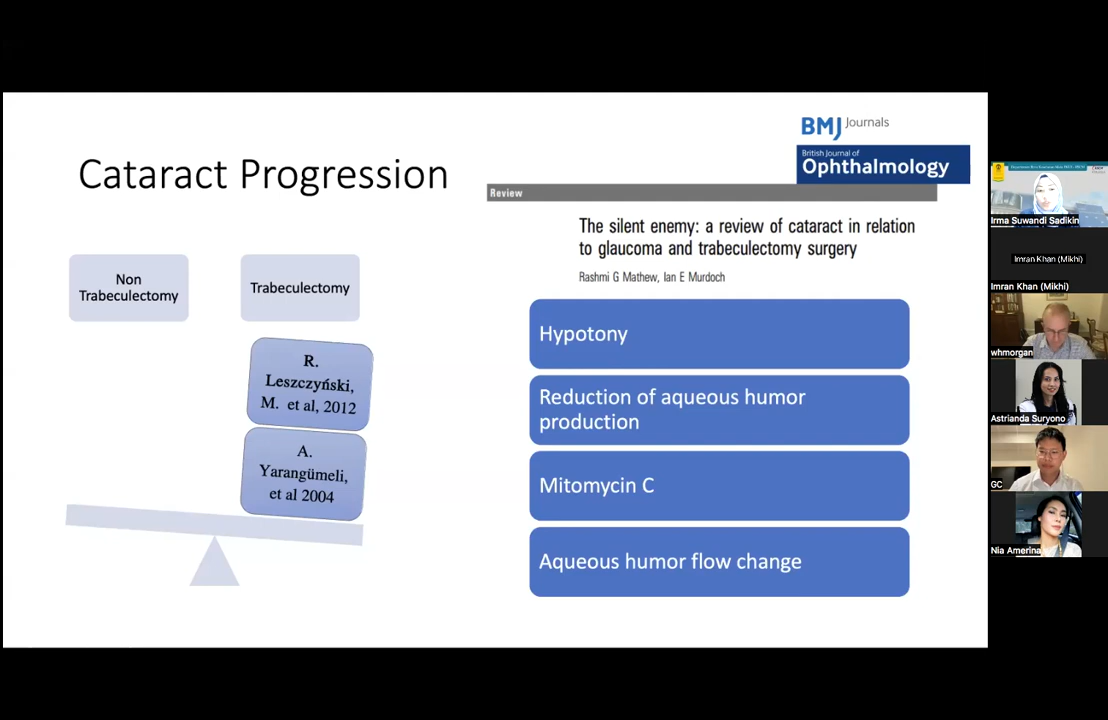 BMJ Journals
British Journal of
Ophthalmology
Cataract Progression
Review
The silent enemy: a review of cataract in relation
to glaucoma and trabeculectomy surgery
Rashmi G Mathew, Ian E Murdoch
Non
Trabeculectomy
Trabeculectomy
R.
Leszczyński,
M. et al, 2012
A.
Yarangümeli,
et al 2004
Hypotony
Reduction of aqueous humor
production
Mitomycin C
Aqueous humor flow change
Irma Suwandi Sadikin
Imran Khan (Mikhi)
Imran Khan (Mikhi)
whmorgan
Astrianda Suryono
GC
Nia Amerina